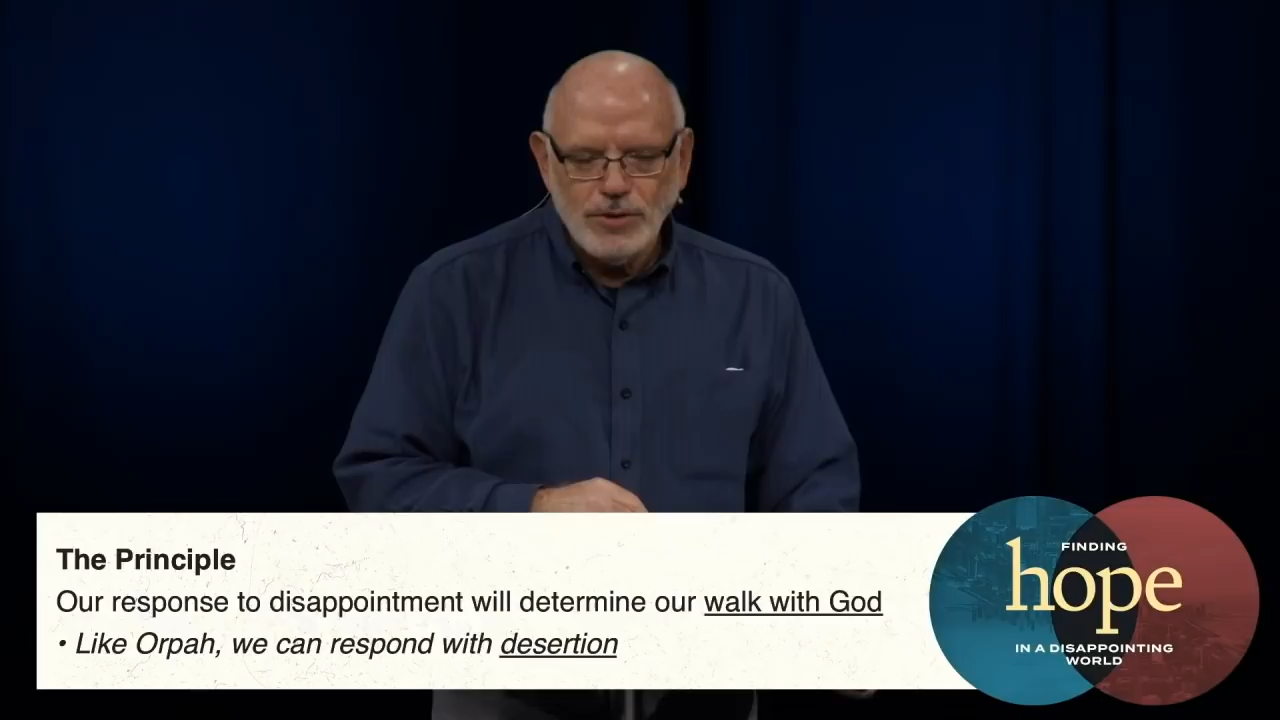 The Principle
Our response to disappointment will determine our walk with God
• Like Orpah, we can respond with desertion
FINDING
hope
IN A DISAPPOINTING
WORLD